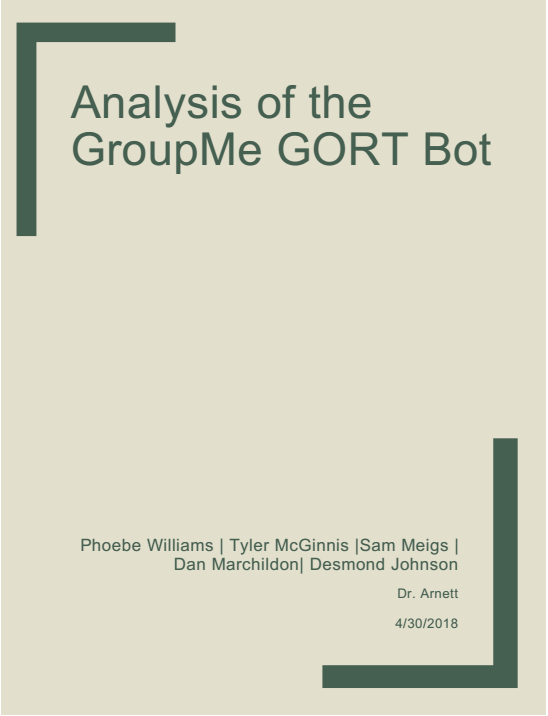 Analysis of the
GroupMe GORT Bot
Phoebe Williams | Tyler McGinnis |Sam Meigs |
Dan Marchildon| Desmond Johnson
Dr. Arnett
4/30/2018